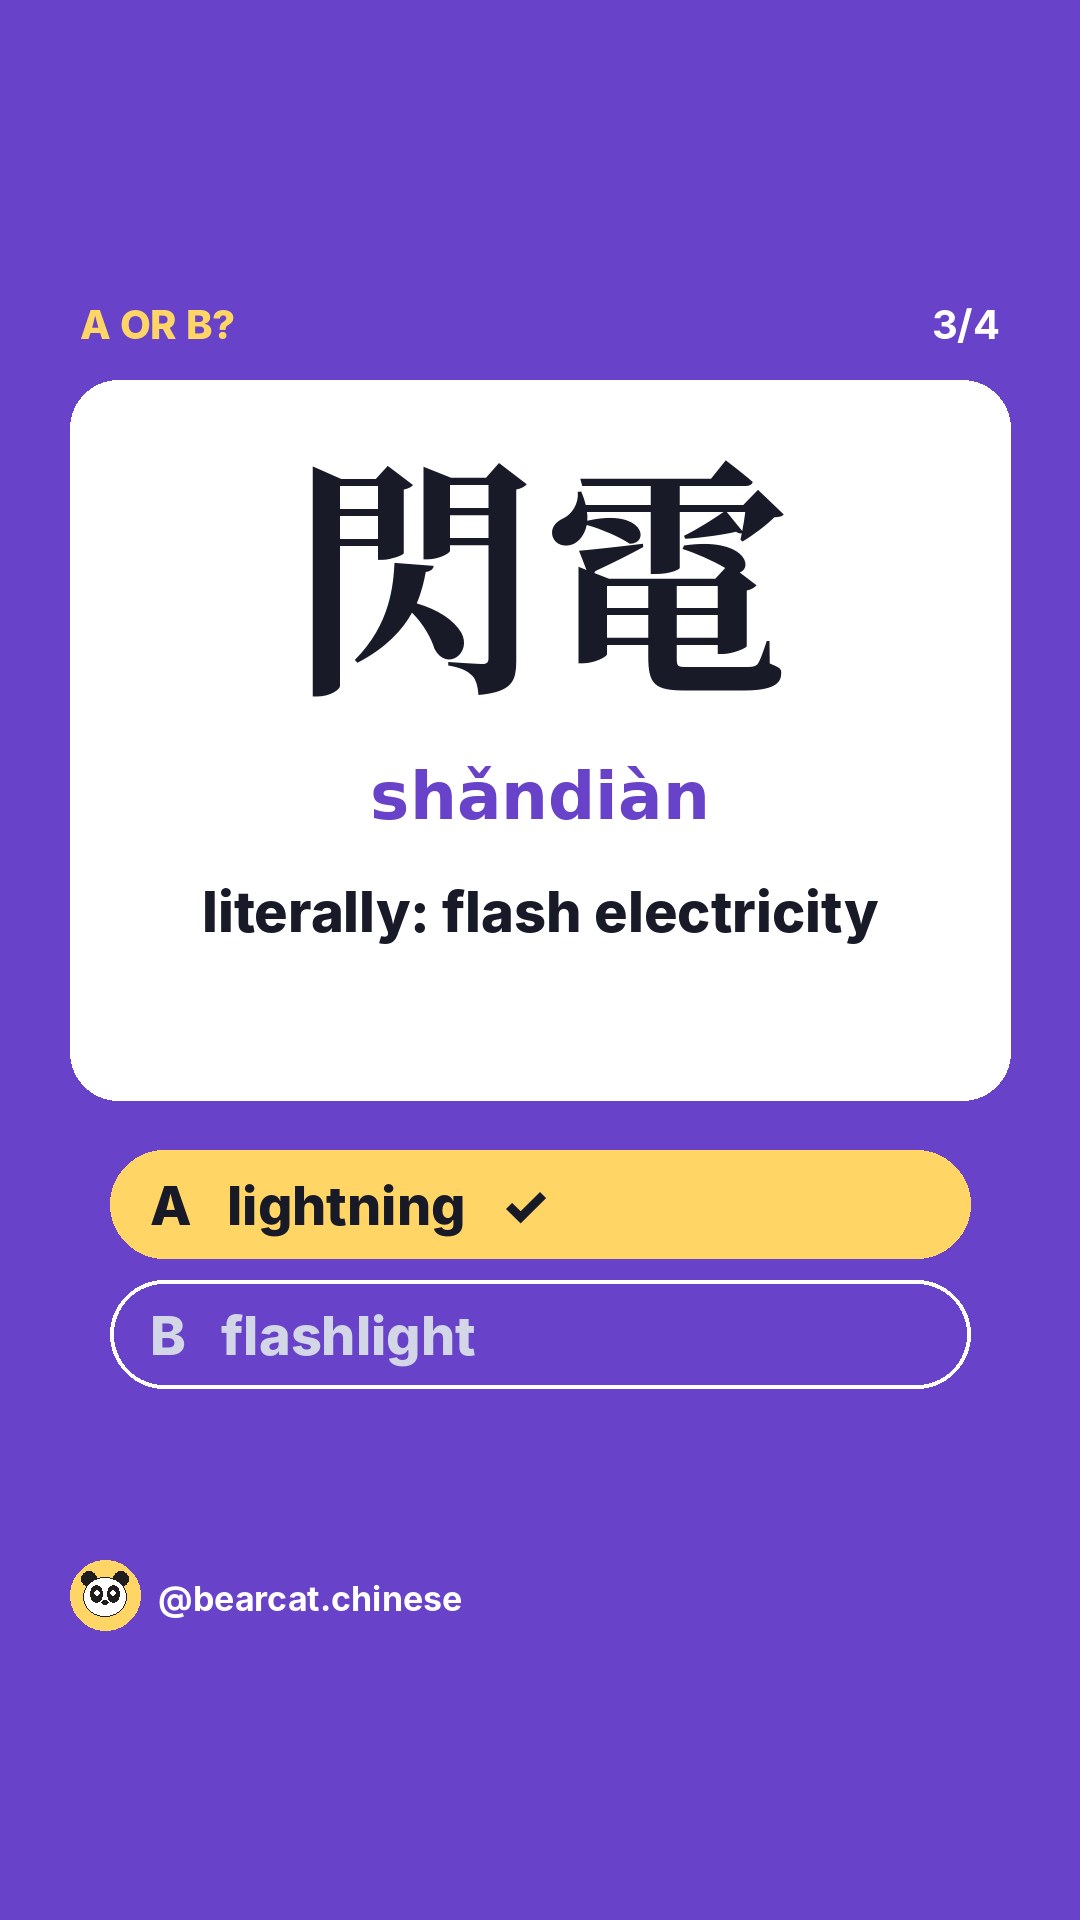 A OR B?
3/4
閃電
shǎndiàn
literally: flash electricity
A lightning ✓
B flashlight
@bearcat.chinese